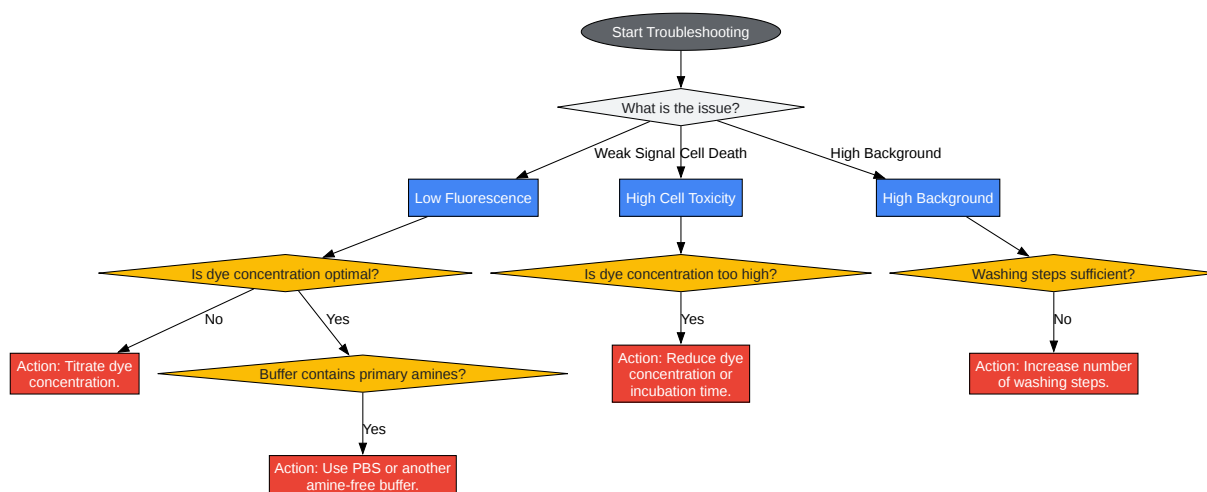 Start Troubleshooting
What is the issue?
Weak Signal
Cell Death
High Background
Low Fluorescence
High Cell Toxicity
High Background
Is dye concentration optimal?
Is dye concentration too high?
Washing steps sufficient?
No
Yes
Yes
No
Action: Titrate dye
concentration.
Buffer contains primary amines?
Action: Reduce dye
concentration or
incubation time.
Action: Increase number
of washing steps.
Yes
Action: Use PBS or another
amine-free buffer.